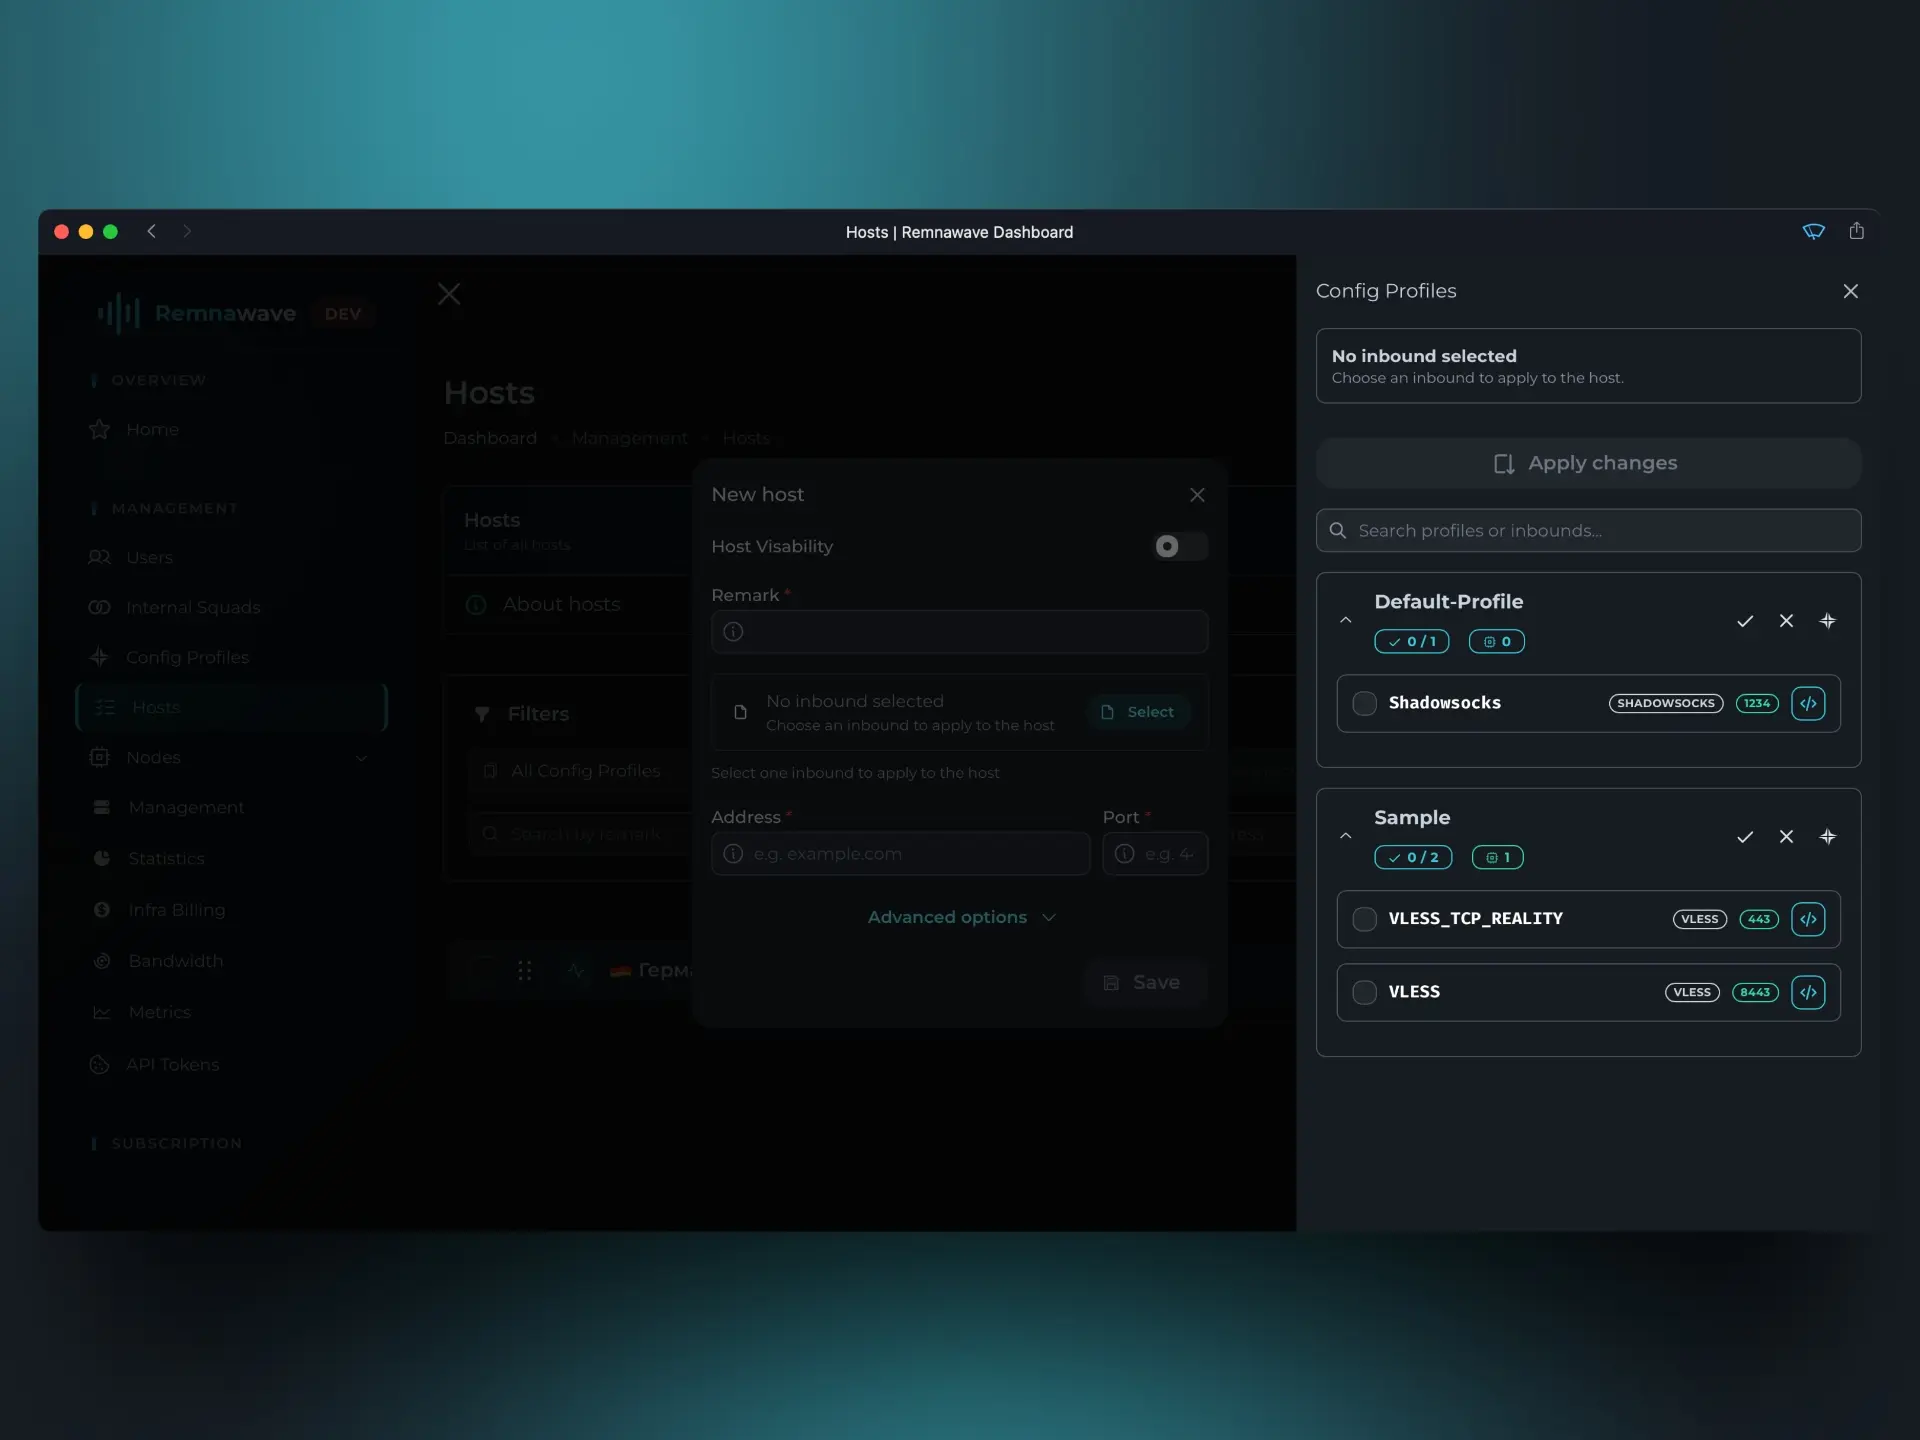 Hosts | Remnawave Dashboard
Remnawave DEV
OVERVIEW
Home
MANAGEMENT
Users
Internal Squads
Config Profiles
Hosts
Nodes
Management
Statistics
Infra Billing
Bandwidth
Metrics
API Tokens
SUBSCRIPTION
Hosts
Dashboard Management Hosts
Hosts
List of all hosts
About hosts
Filters
All Config Profiles
Search by remark
New host
Host Visability
Remark *
No inbound selected
Choose an inbound to apply to the host
Select
Select one inbound to apply to the host
Address *
Port *
e.g. example.com
e.g. 4
Advanced options
Save
Config Profiles
No inbound selected
Choose an inbound to apply to the host.
Apply changes
Search profiles or inbounds...
Default-Profile
0 / 1
0
Shadowsocks SHADOWSOCKS 1234
Sample
0 / 2
1
VLESS_TCP_REALITY VLESS 443
VLESS VLESS 8443